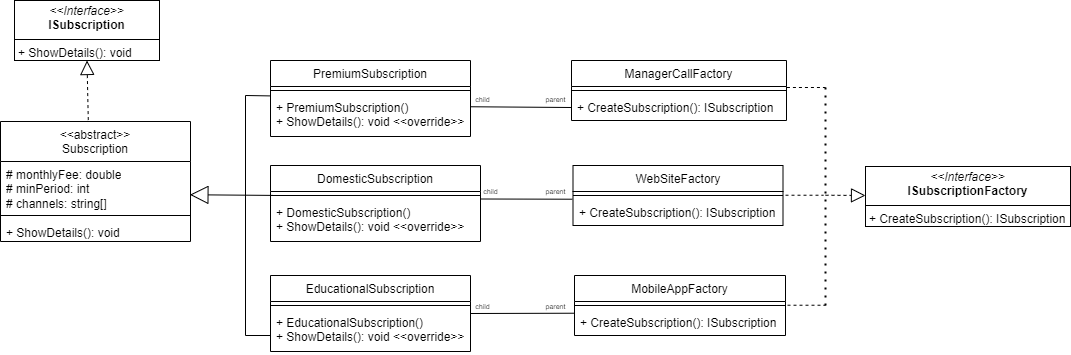 <<Interface>>
ISubscription
+ ShowDetails(): void
<<abstract>>
Subscription
# monthlyFee: double
# minPeriod: int
# channels: string[]
+ ShowDetails(): void
PremiumSubscription
+ PremiumSubscription()
+ ShowDetails(): void <<override>>
child
parent
ManagerCallFactory
+ CreateSubscription(): ISubscription
DomesticSubscription
+ DomesticSubscription()
+ ShowDetails(): void <<override>>
child
parent
WebSiteFactory
+ CreateSubscription(): ISubscription
EducationalSubscription
+ EducationalSubscription()
+ ShowDetails(): void <<override>>
child
parent
MobileAppFactory
+ CreateSubscription(): ISubscription
<<Interface>>
ISubscriptionFactory
+ CreateSubscription(): ISubscription